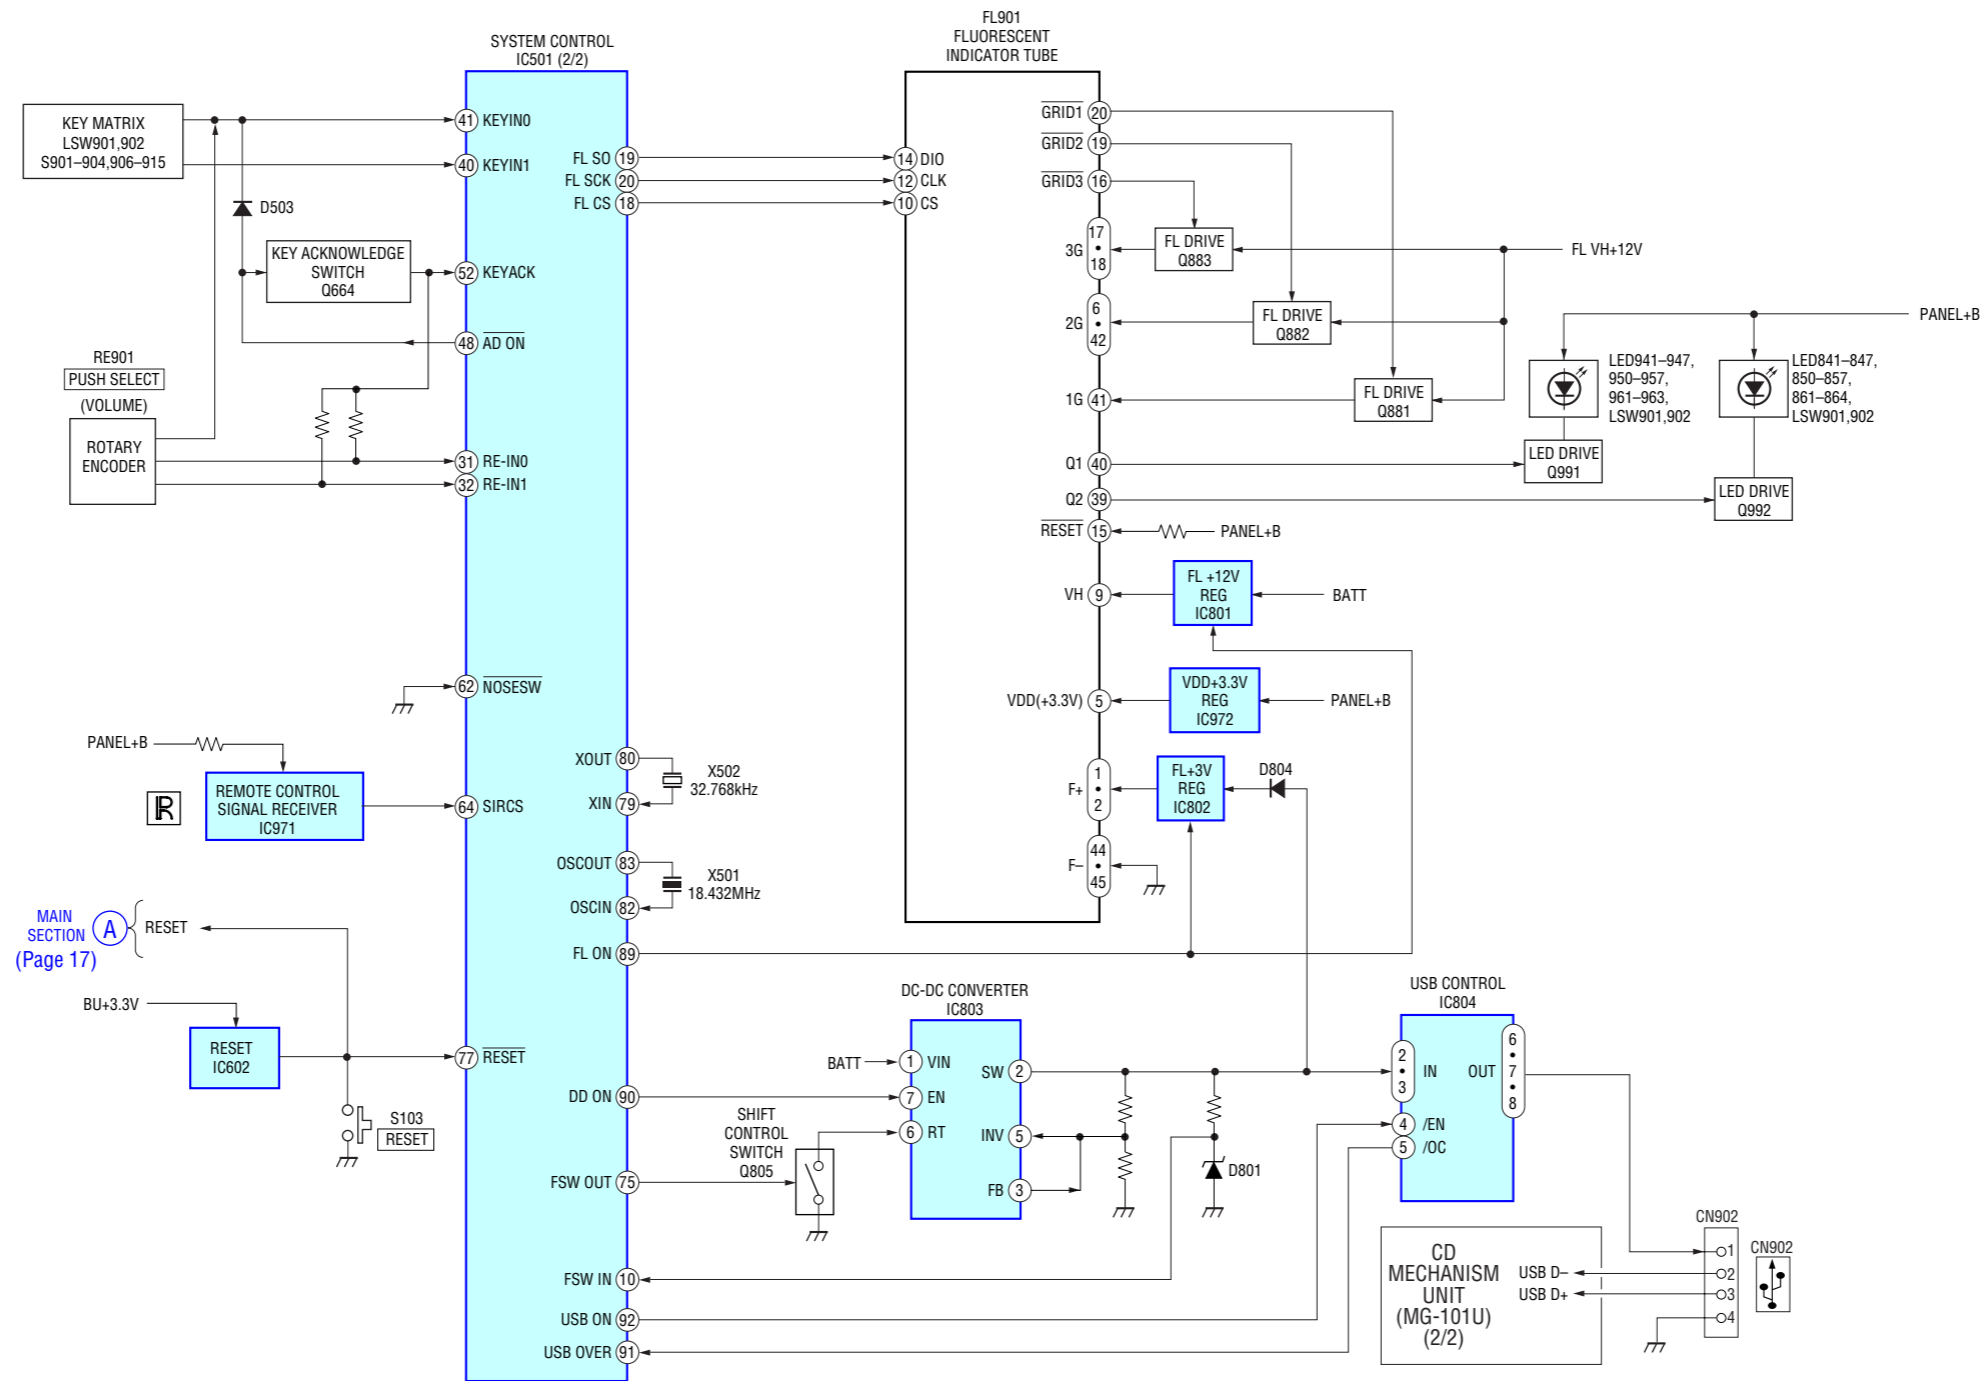 SYSTEM CONTROL
IC501 (2/2)
FL901
FLUORESCENT
INDICATOR TUBE
KEY MATRIX
LSW901,902
S901–904,906–915
41 KEYIN0
40 KEYIN1
D503
KEY ACKNOWLEDGE
SWITCH
Q664
52 KEYACK
48 AD ON
RE901
PUSH SELECT
(VOLUME)
ROTARY
ENCODER
31 RE-IN0
32 RE-IN1
62 NOSESW
PANEL+B
R
REMOTE CONTROL
SIGNAL RECEIVER
IC971
64 SIRCS
MAIN
SECTION
(Page 17)
A
RESET
BU+3.3V
RESET
IC602
77 RESET
S103
RESET
FL SO 19
FL SCK 20
FL CS 18
14 DIO
12 CLK
10 CS
XOUT 80
XIN 79
X502
32.768kHz
OSCOUT 83
OSCIN 82
X501
18.432MHz
FL ON 89
DD ON 90
FSW OUT 75
FSW IN 10
USB ON 92
USB OVER 91
GRID1 20
GRID2 19
GRID3 16
3G 17 • 18
2G 6 • 42
1G 41
Q1 40
Q2 39
RESET 15
VH 9
VDD(+3.3V) 5
F+ 1 • 2
F– 44 • 45
FL DRIVE
Q883
FL DRIVE
Q882
FL DRIVE
Q881
FL VH+12V
PANEL+B
LED941–947,
950–957,
961–963,
LSW901,902
LED841–847,
850–857,
861–864,
LSW901,902
LED DRIVE
Q991
LED DRIVE
Q992
PANEL+B
FL +12V
REG
IC801
BATT
VDD+3.3V
REG
IC972
PANEL+B
FL+3V
REG
IC802
D804
SHIFT
CONTROL
SWITCH
Q805
DC-DC CONVERTER
IC803
BATT
1 VIN
7 EN
6 RT
SW 2
INV 5
FB 3
D801
USB CONTROL
IC804
2 • 3 IN
4 /EN
5 /OC
OUT 6 • 7 • 8
CD
MECHANISM
UNIT
(MG-101U)
(2/2)
USB D–
USB D+
CN902
1
2
3
4
CN902